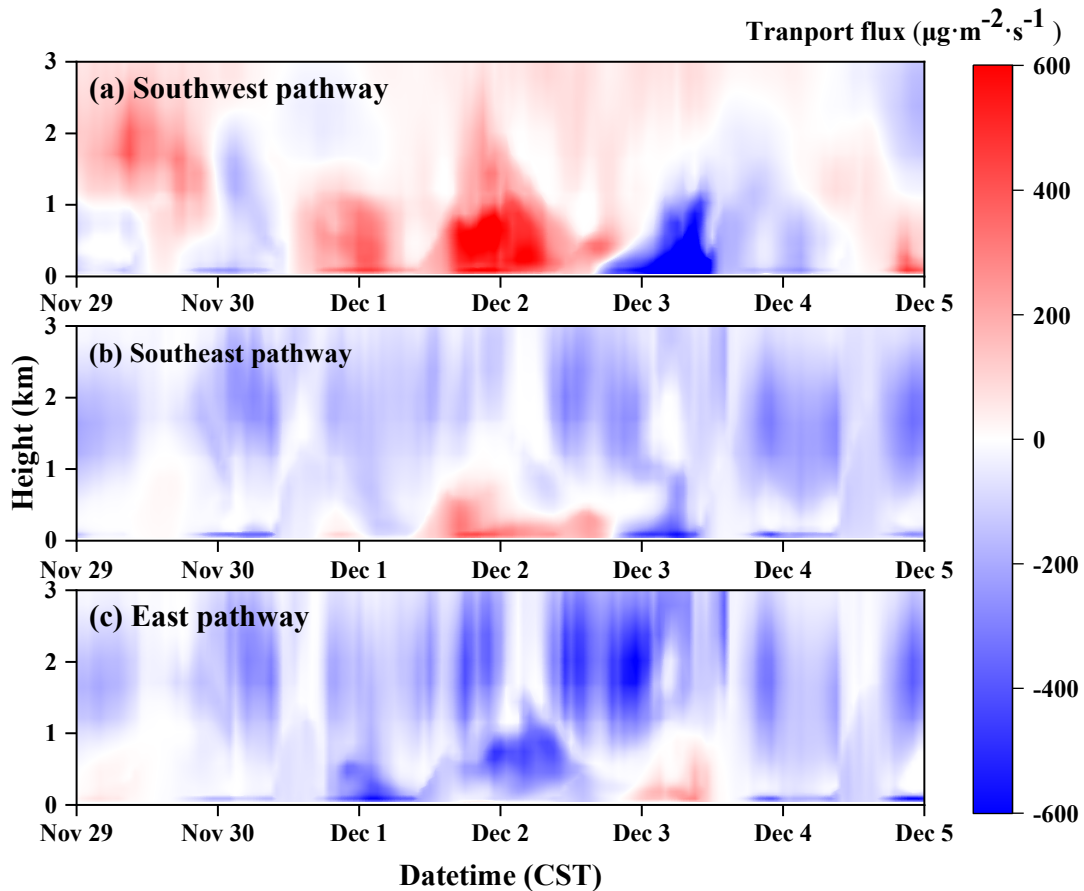 Tranport flux (μg·m⁻²·s⁻¹)
(a) Southwest pathway
3
2
1
0
Nov 29 Nov 30 Dec 1 Dec 2 Dec 3 Dec 4 Dec 5
(b) Southeast pathway
3
2
1
0
Nov 29 Nov 30 Dec 1 Dec 2 Dec 3 Dec 4 Dec 5
(c) East pathway
3
2
1
0
Nov 29 Nov 30 Dec 1 Dec 2 Dec 3 Dec 4 Dec 5
Height (km)
Datetime (CST)
600
400
200
0
-200
-400
-600